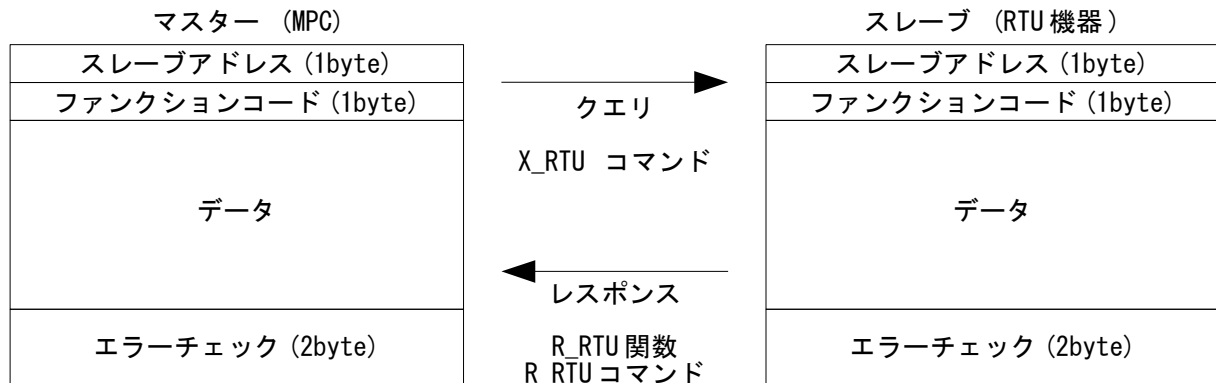 マスター (MPC)
スレーブアドレス (1byte)
ファンクションコード (1byte)
データ
エラーチェック (2byte)
クエリ
X_RTU コマンド
レスポンス
R_RTU関数
R_RTUコマンド
スレーブ (RTU機器)
スレーブアドレス (1byte)
ファンクションコード (1byte)
データ
エラーチェック (2byte)